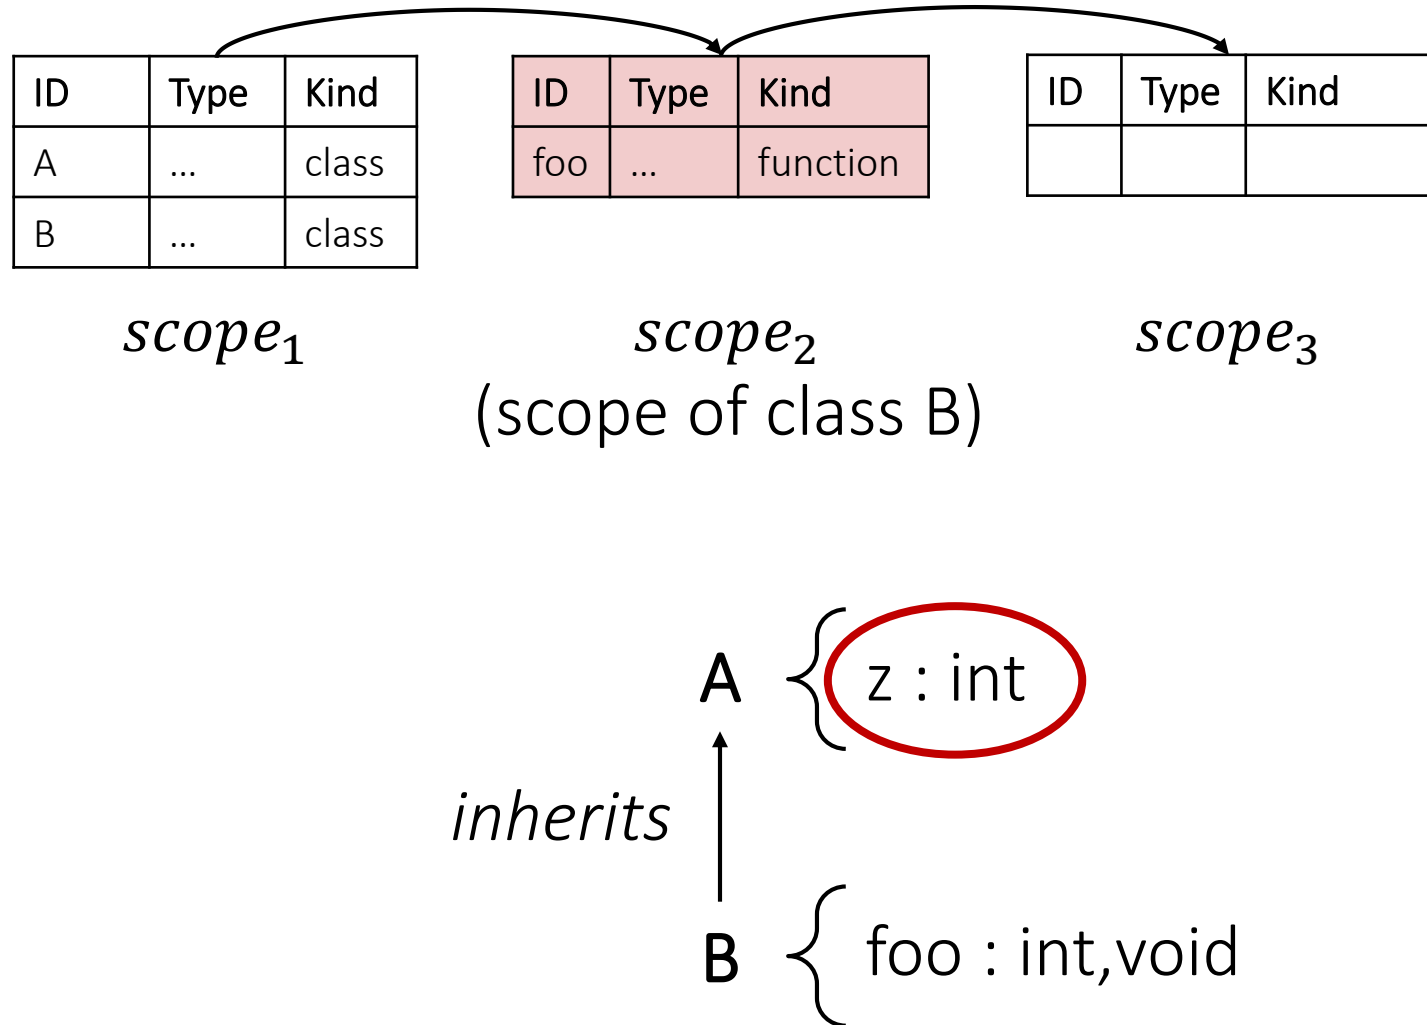 ID Type Kind
A ... class
B ... class
scope1
ID Type Kind
foo ... function
scope2
(scope of class B)
ID Type Kind
scope3
A { z : int
inherits
B { foo : int,void